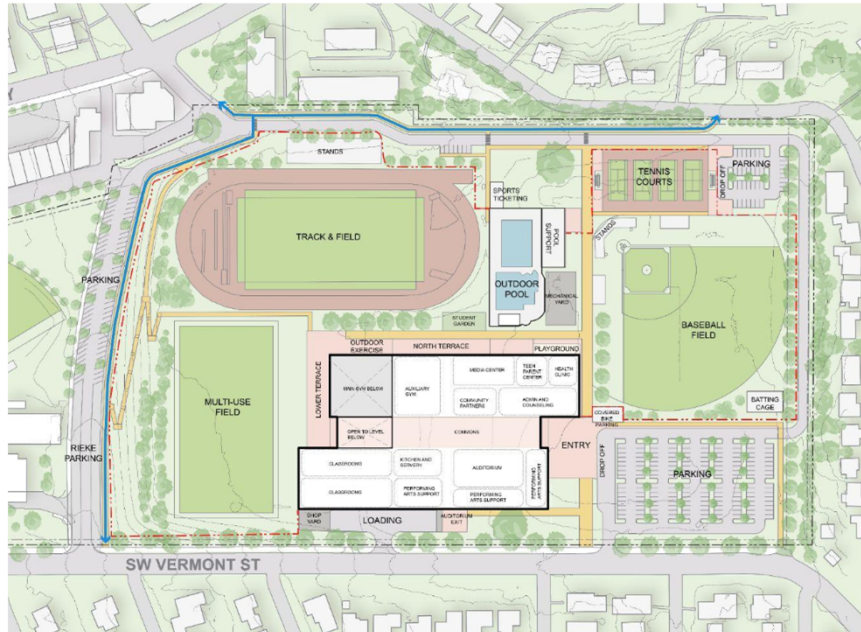 Y
STANDS
SPORTS
TICKETING
POOL
SUPPORT
TENNIS
COURTS
DROP OFF
PARKING
STANDS
TRACK & FIELD
PARKING
OUTDOOR
POOL
MECHANICAL
YARD
STUDENT
GARDEN
BASEBALL
FIELD
OUTDOOR
EXERCISE
NORTH TERRACE
PLAYGROUND
LOWER TERRACE
MAIN GYM BELOW
AUXILIARY
GYM
MEDIA CENTER
TEEN
PARENT
CENTER
HEALTH
CLINIC
MULTI-USE
FIELD
COMMUNITY
PARTNERS
ADMIN AND
COUNSELING
BATTING
CAGE
COVERED
BIKE
PARKING
OPEN TO LEVEL
BELOW
COMMONS
ENTRY
RIEKE
PARKING
CLASSROOMS
KITCHEN AND
SERVERY
AUDITORIUM
PERFORMING
ARTS SUPPORT
DROP OFF
PARKING
CLASSROOMS
PERFORMING
ARTS SUPPORT
PERFORMING
ARTS SUPPORT
SHOP
YARD
LOADING
AUDITORIUM
EXIT
SW VERMONT ST